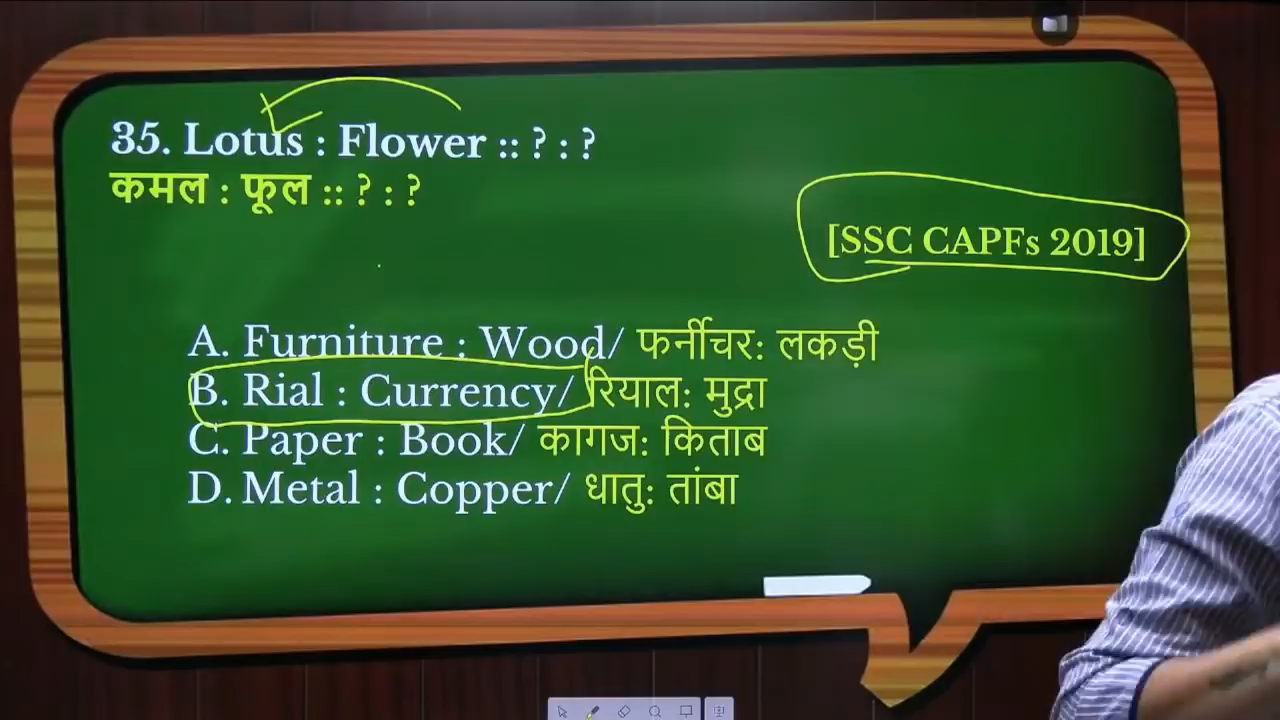 35. Lotus : Flower :: ? : ?
कमल : फूल :: ? : ?
[SSC CAPFs 2019]
A. Furniture : Wood/ फर्नीचर: लकड़ी
B. Rial : Currency/ रियाल: मुद्रा
C. Paper : Book/ कागज: किताब
D. Metal : Copper/ धातु: तांबा